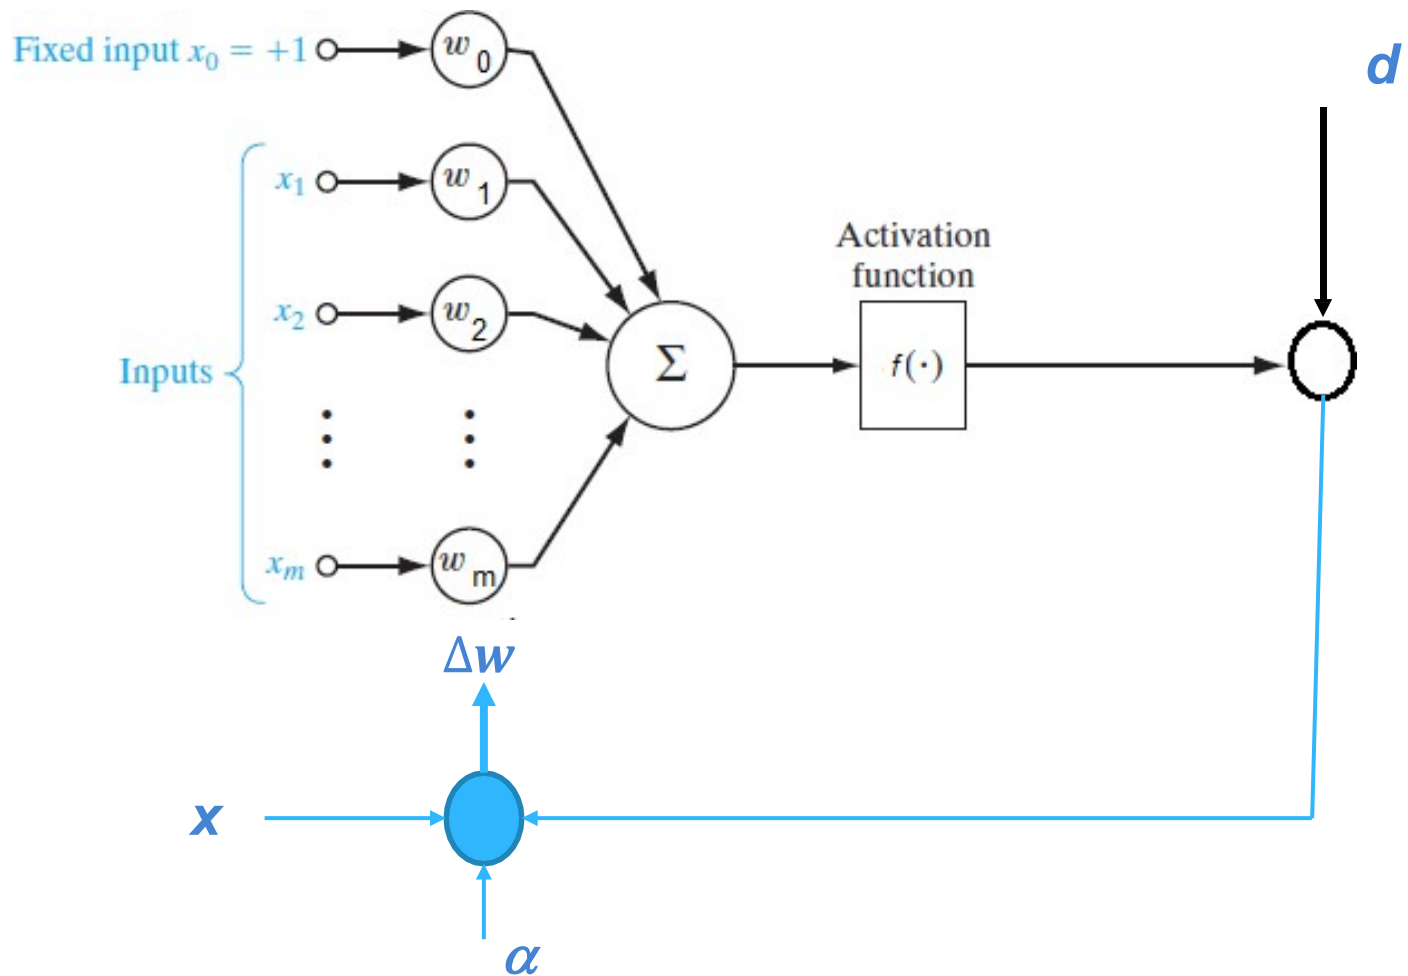 Fixed input x₀ = +1
w₀
d
x₁
w₁
Activation
function
x₂
w₂
Inputs
Σ
f(·)
xₘ
wₘ
Δw
x
α